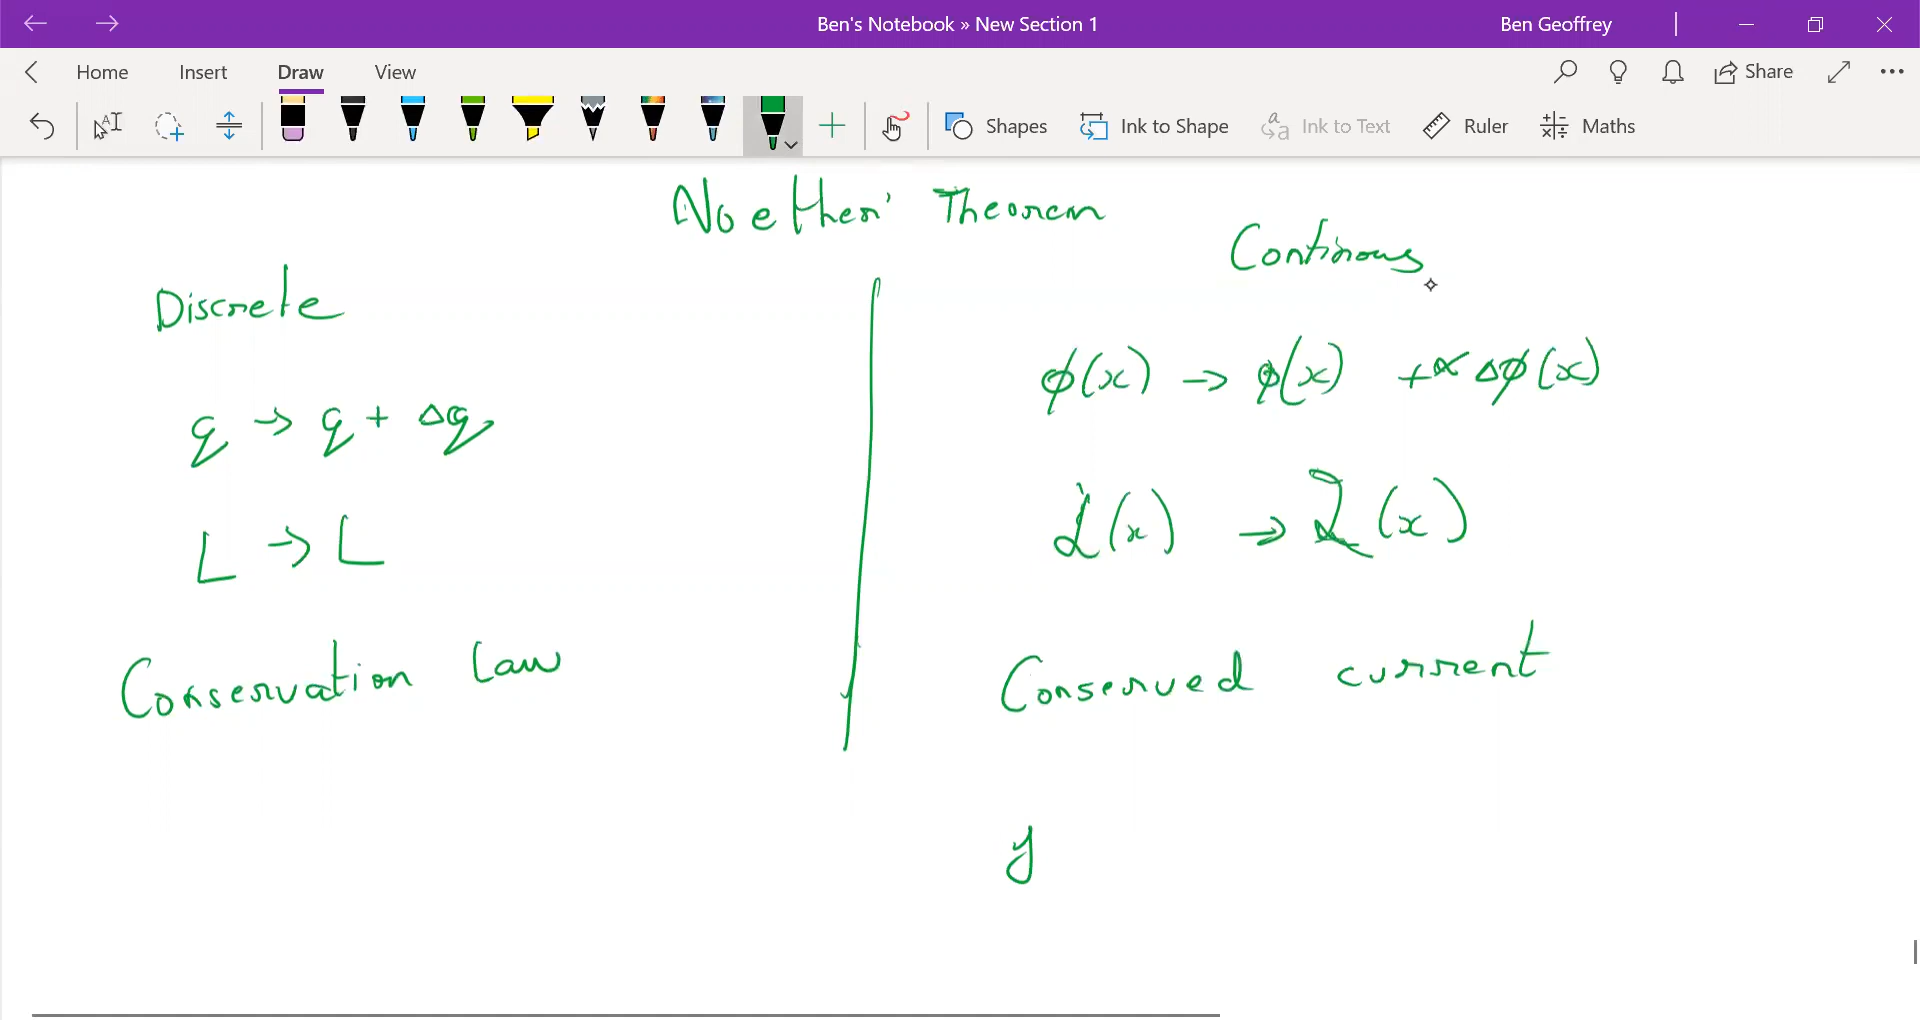 Ben's Notebook » New Section 1
Ben Geoffrey
Home Insert Draw View
Share
Shapes Ink to Shape Ink to Text Ruler Maths
Noether' Theorem
Discrete
q → q + Δq
L → L
Conservation law
Continous
ϕ(x) → ϕ(x) + α Δϕ(x)
ℒ(x) → ℒ(x)
Conserved current
y